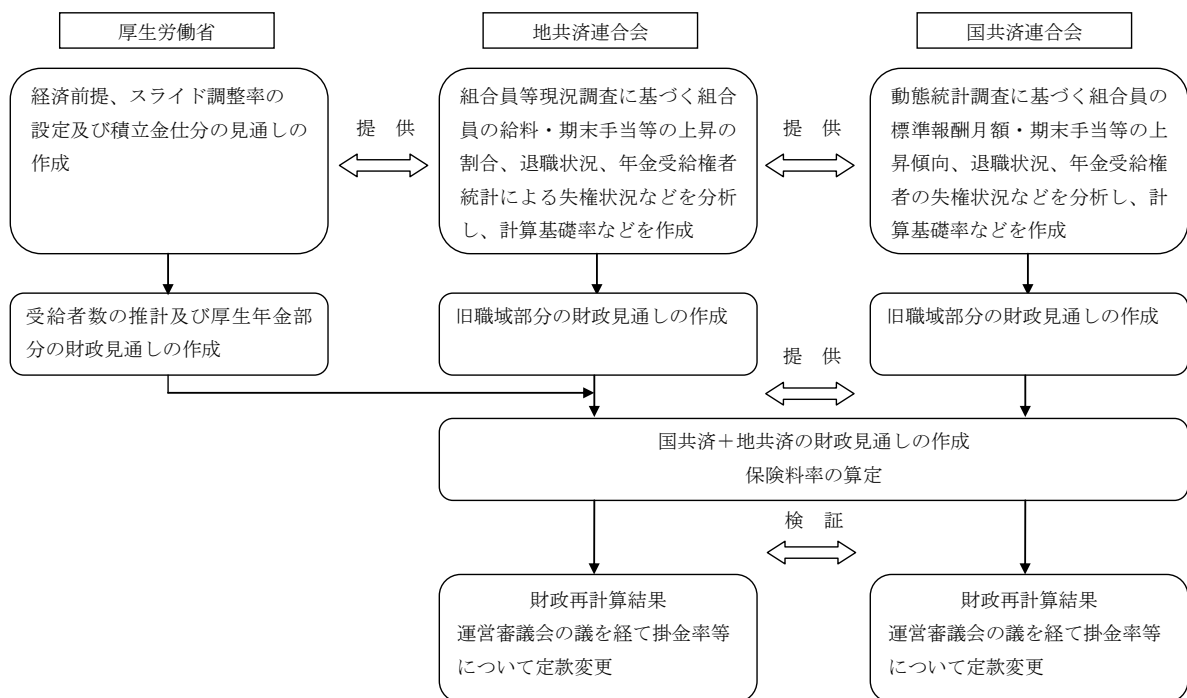 厚生労働省
地共済連合会
国共済連合会
経済前提、スライド調整率の
設定及び積立金仕分の見通しの
作成
提　供
組合員等現況調査に基づく組合
員の給料・期末手当等の上昇の
割合、退職状況、年金受給権者
統計による失権状況などを分析
し、計算基礎率などを作成
提　供
動態統計調査に基づく組合員の
標準報酬月額・期末手当等の上
昇傾向、退職状況、年金受給権
者の失権状況などを分析し、計
算基礎率などを作成
受給者数の推計及び厚生年金部
分の財政見通しの作成
旧職域部分の財政見通しの作成
旧職域部分の財政見通しの作成
提　供
国共済＋地共済の財政見通しの作成
保険料率の算定
検　証
財政再計算結果
運営審議会の議を経て掛金率等
について定款変更
財政再計算結果
運営審議会の議を経て掛金率等
について定款変更